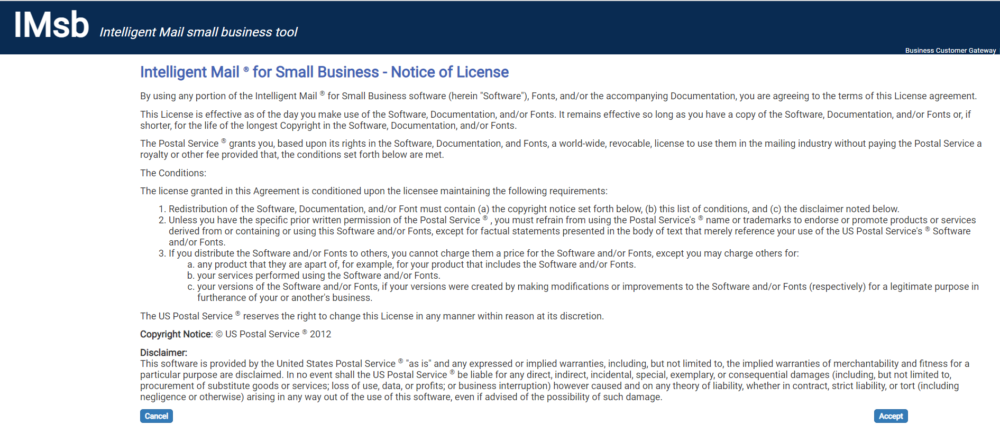 IMsb Intelligent Mail small business tool
Business Customer Gateway |
Intelligent Mail ® for Small Business - Notice of License
By using any portion of the Intelligent Mail ® for Small Business software (herein "Software"), Fonts, and/or the accompanying Documentation, you are agreeing to the terms of this License agreement.
This License is effective as of the day you make use of the Software, Documentation, and/or Fonts. It remains effective so long as you have a copy of the Software, Documentation, and/or Fonts or, if
shorter, for the life of the longest Copyright in the Software, Documentation, and/or Fonts.
The Postal Service ® grants you, based upon its rights in the Software, Documentation, and Fonts, a world-wide, revocable, license to use them in the mailing industry without paying the Postal Service a
royalty or other fee provided that, the conditions set forth below are met.
The Conditions:
The license granted in this Agreement is conditioned upon the licensee maintaining the following requirements:
1. Redistribution of the Software, Documentation, and/or Font must contain (a) the copyright notice set forth below, (b) this list of conditions, and (c) the disclaimer noted below.
2. Unless you have the specific prior written permission of the Postal Service ® , you must refrain from using the Postal Service's ® name or trademarks to endorse or promote products or services
derived from or containing or using this Software and/or Fonts, except for factual statements presented in the body of text that merely reference your use of the US Postal Service's ® Software
and/or Fonts.
3. If you distribute the Software and/or Fonts to others, you cannot charge them a price for the Software and/or Fonts, except you may charge others for:
a. any product that they are apart of, for example, for your product that includes the Software and/or Fonts.
b. your services performed using the Software and/or Fonts.
c. your versions of the Software and/or Fonts, if your versions were created by making modifications or improvements to the Software and/or Fonts (respectively) for a legitimate purpose in
furtherance of your or another's business.
The US Postal Service ® reserves the right to change this License in any manner within reason at its discretion.
Copyright Notice: © US Postal Service ® 2012
Disclaimer:
This software is provided by the United States Postal Service ® "as is" and any expressed or implied warranties, including, but not limited to, the implied warranties of merchantability and fitness for a
particular purpose are disclaimed. In no event shall the US Postal Service ® be liable for any direct, indirect, incidental, special, exemplary, or consequential damages (including, but not limited to,
procurement of substitute goods or services; loss of use, data, or profits; or business interruption) however caused and on any theory of liability, whether in contract, strict liability, or tort (including
negligence or otherwise) arising in any way out of the use of this software, even if advised of the possibility of such damage.
Cancel Accept